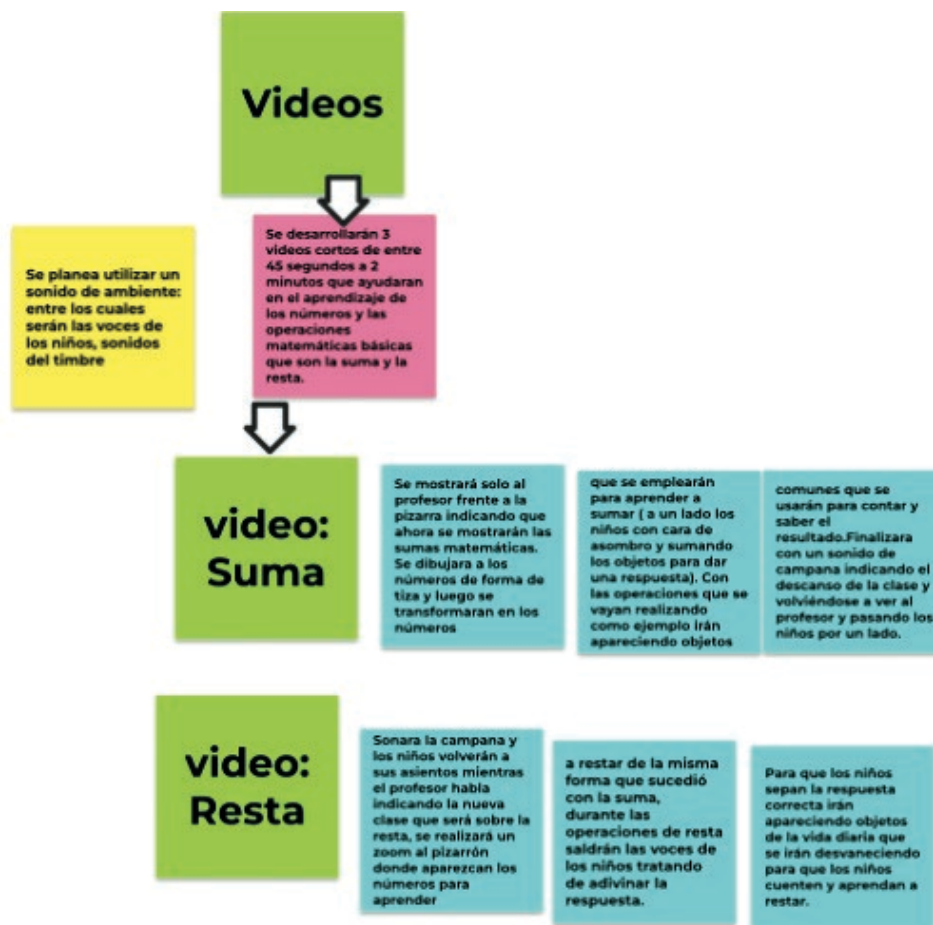 Videos
Se planea utilizar un
sonido de ambiente:
entre los cuales
serán las voces de
los niños, sonidos
del timbre
Se desarrollarán 3
videos cortos de entre
45 segundos a 2
minutos que ayudaran
en el aprendizaje de
los números y las
operaciones
matemáticas básicas
que son la suma y la
resta.
video:
Suma
Se mostrará solo al
profesor frente a la
pizarra indicando que
ahora se mostrarán las
sumas matemáticas.
Se dibujara a los
números de forma de
tiza y luego se
transformaran en los
números
que se emplearán
para aprender a
sumar ( a un lado los
niños con cara de
asombro y sumando
los objetos para dar
una respuesta). Con
las operaciones que se
vayan realizando
como ejemplo irán
apareciendo objetos
comunes que se
usarán para contar y
saber el
resultado.Finalizara
con un sonido de
campana indicando el
descanso de la clase y
volviéndose a ver al
profesor y pasando los
niños por un lado.
video:
Resta
Sonara la campana y
los niños volverán a
sus asientos mientras
el profesor habla
indicando la nueva
clase que será sobre la
resta, se realizará un
zoom al pizarrón
donde aparezcan los
números para
aprender
a restar de la misma
forma que sucedió
con la suma,
durante las
operaciones de resta
saldrán las voces de
los niños tratando
de adivinar la
respuesta.
Para que los niños
sepan la respuesta
correcta irán
apareciendo objetos
de la vida diaria que
se irán desvaneciendo
para que los niños
cuenten y aprendan a
restar.